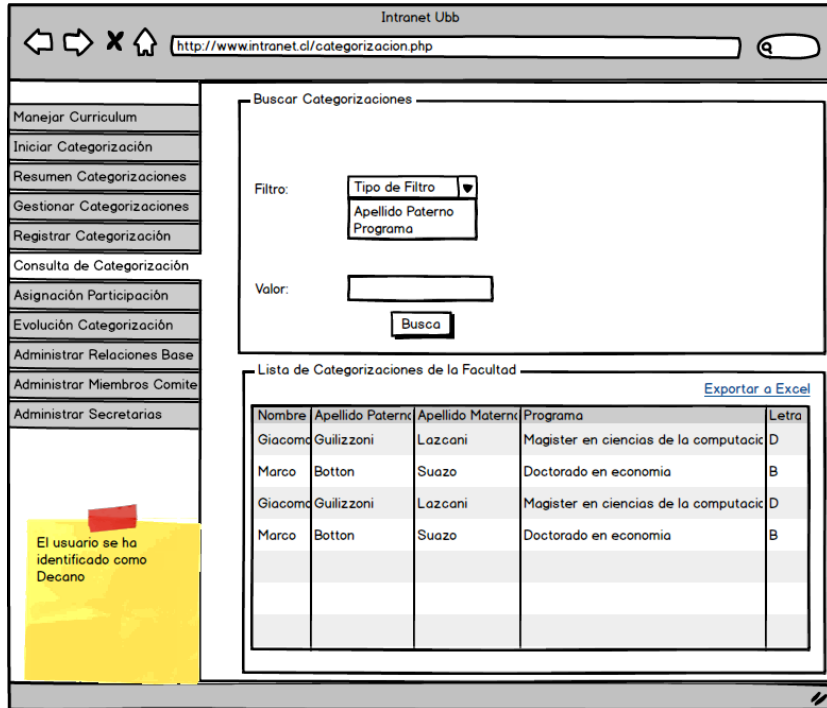 Intranet Ubb
http://www.intranet.cl/categorizacion.php
Manejar Curriculum
Iniciar Categorización
Resumen Categorizaciones
Gestionar Categorizaciones
Registrar Categorización
Consulta de Categorización
Asignación Participación
Evolución Categorización
Administrar Relaciones Base
Administrar Miembros Comite
Administrar Secretarias
El usuario se ha
identificado como
Decano
Buscar Categorizaciones
Filtro: Tipo de Filtro
Apellido Paterno
Programa
Valor:
Busca
Lista de Categorizaciones de la Facultad
Exportar a Excel
Nombre Apellido Paterno Apellido Materno Programa Letra
Giacomo Guilizzoni Lazcani Magister en ciencias de la computacic D
Marco Botton Suazo Doctorado en economia B
Giacomo Guilizzoni Lazcani Magister en ciencias de la computacic D
Marco Botton Suazo Doctorado en economia B